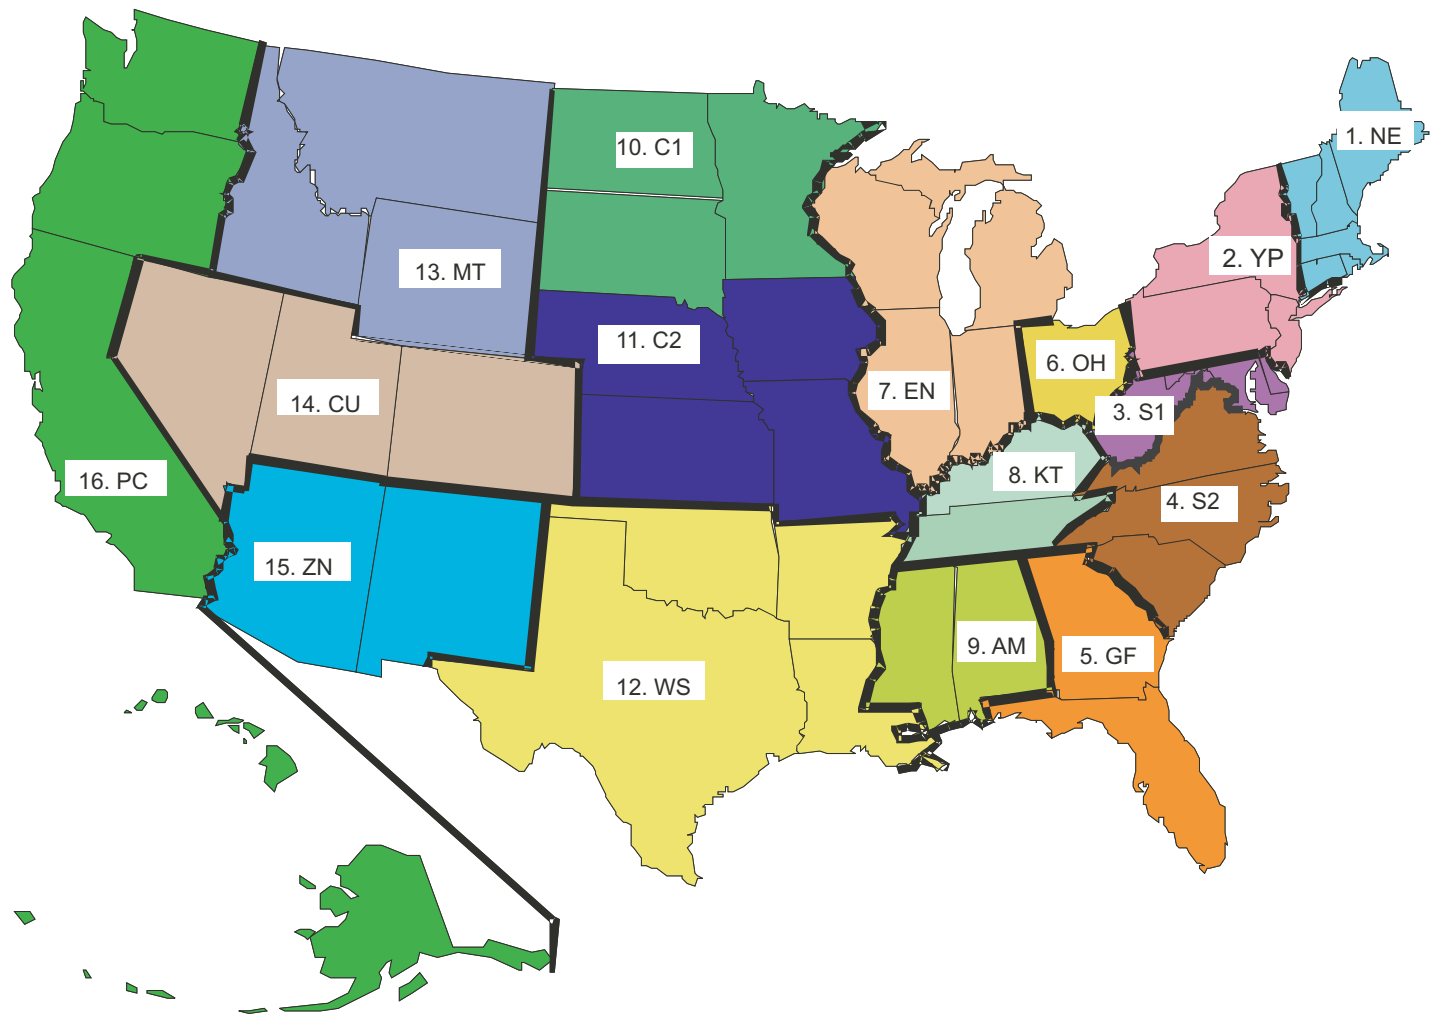 1. NE
10. C1
2. YP
13. MT
11. C2
6. OH
7. EN
14. CU
3. S1
8. KT
16. PC
4. S2
15. ZN
9. AM
5. GF
12. WS